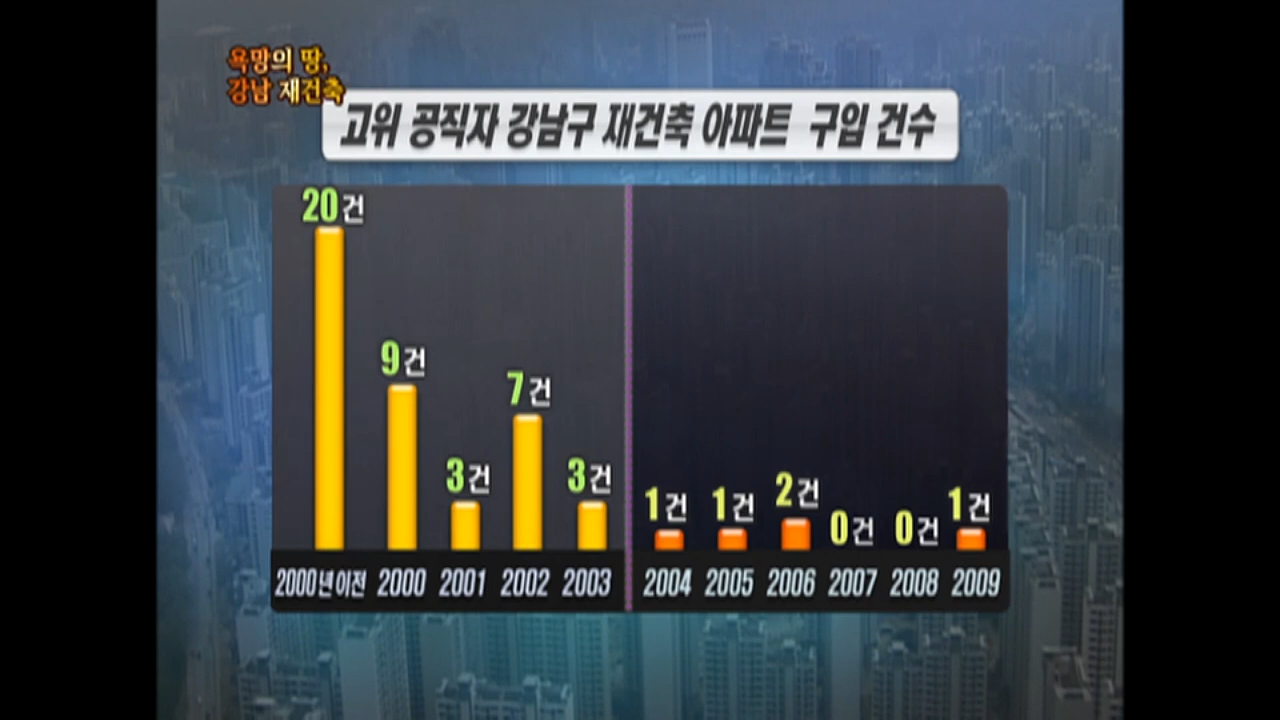 욕망의 땅,
강남 재건축
고위 공직자 강남구 재건축 아파트 구입 건수
20건
9건
3건
7건
3건
1건
1건
2건
0건
0건
1건
2000년 이전 2000 2001 2002 2003 2004 2005 2006 2007 2008 2009